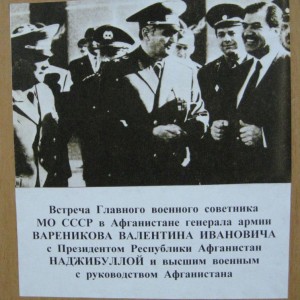 Встреча Главного военного советника
МО СССР в Афганистане генерала армии
ВАРЕНИКОВА ВАЛЕНТИНА ИВАНОВИЧА
с Президентом Республики Афганистан
НАДЖИБУЛЛОЙ и высшим военным
с руководством Афганистана